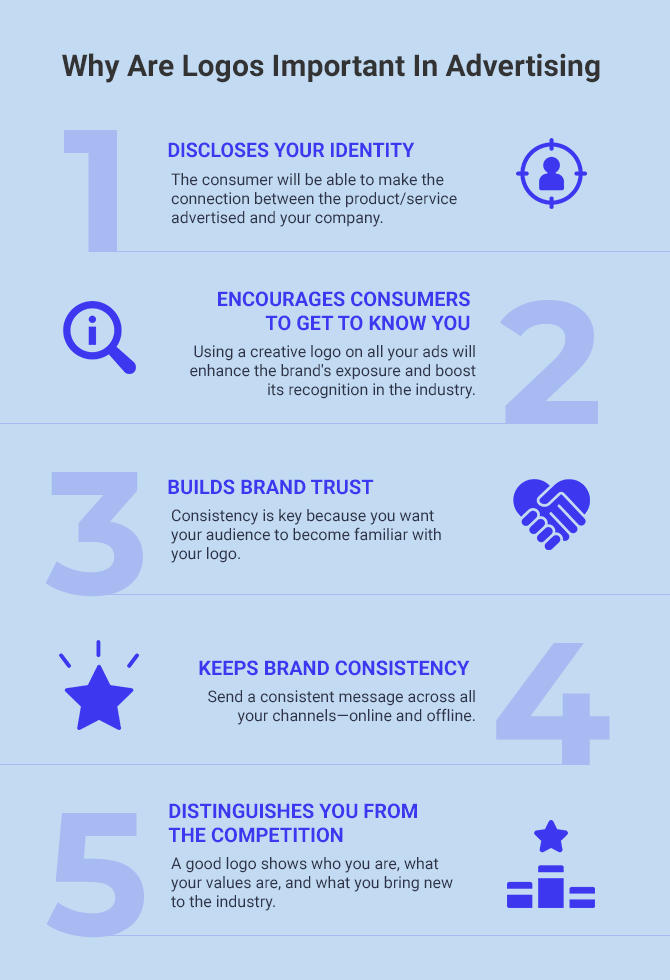 Why Are Logos Important In Advertising
1
DISCLOSES YOUR IDENTITY
The consumer will be able to make the
connection between the product/service
advertised and your company.
ENCOURAGES CONSUMERS
TO GET TO KNOW YOU
Using a creative logo on all your ads will
enhance the brand's exposure and boost
its recognition in the industry.
2
3
BUILDS BRAND TRUST
Consistency is key because you want
your audience to become familiar with
your logo.
KEEPS BRAND CONSISTENCY
Send a consistent message across all
your channels—online and offline.
4
5
DISTINGUISHES YOU FROM
THE COMPETITION
A good logo shows who you are, what
your values are, and what you bring new
to the industry.